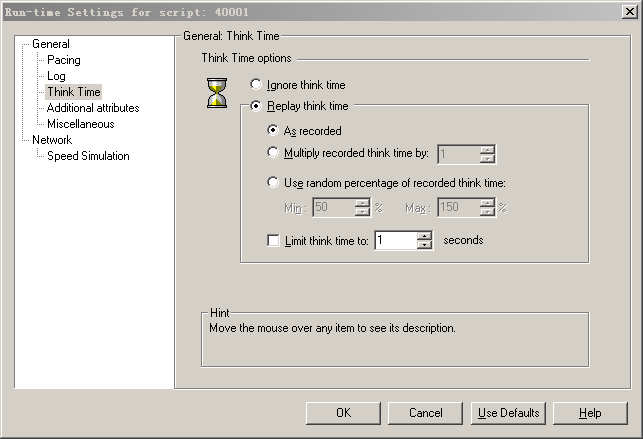 Run-time Settings for script: 40001
General
Pacing
Log
Think Time
Additional attributes
Miscellaneous
Network
Speed Simulation
General: Think Time
Think Time options
Ignore think time
Replay think time
As recorded
Multiply recorded think time by: 1
Use random percentage of recorded think time:
Min: 50 % Max: 150 %
Limit think time to: 1 seconds
Hint
Move the mouse over any item to see its description.
OK Cancel Use Defaults Help